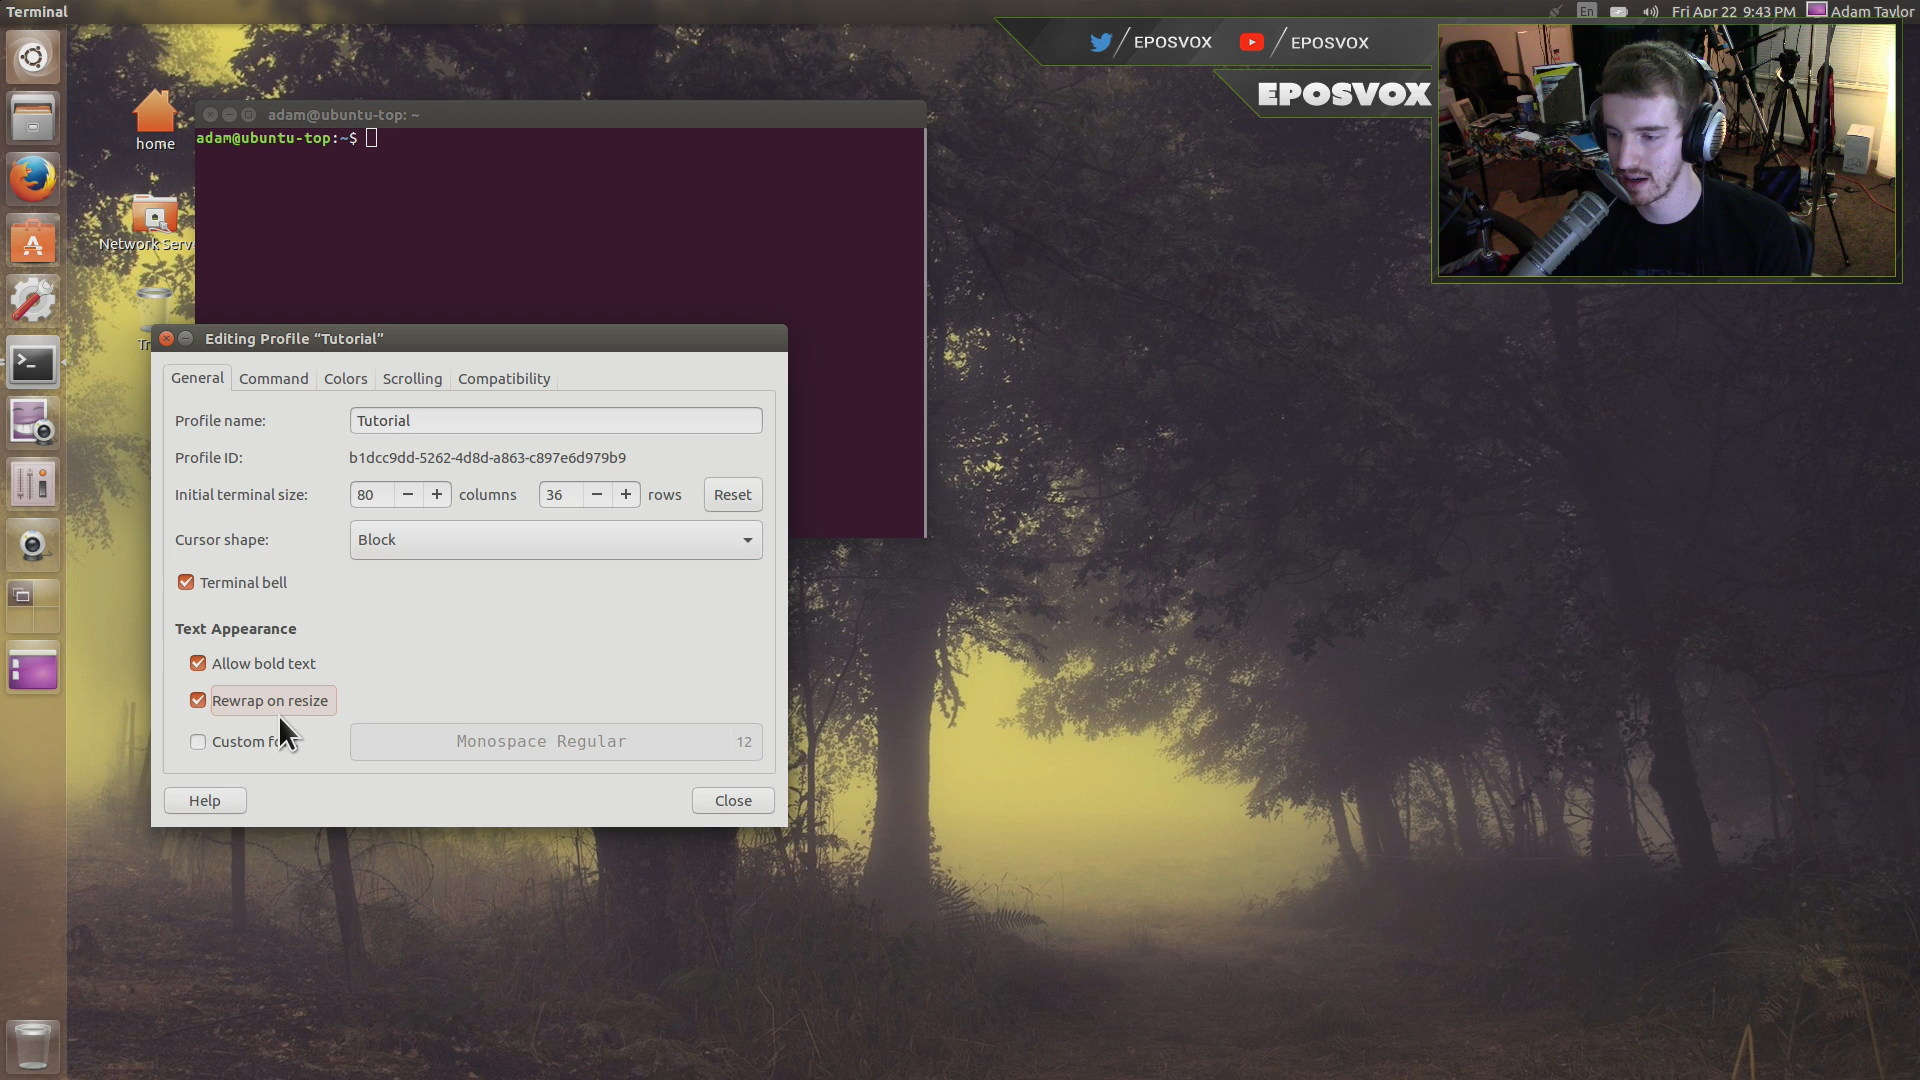 Terminal
En
Fri Apr 22 9:43 PM
Adam Taylor
EPOSVOX
EPOSVOX
EPOSVOX
home
adam@ubuntu-top: ~
adam@ubuntu-top:~$
Network Serv
Editing Profile “Tutorial”
General
Command
Colors
Scrolling
Compatibility
Profile name:
Tutorial
Profile ID:
b1dcc9dd-5262-4d8d-a863-c897e6d979b9
Initial terminal size:
80
columns
36
rows
Reset
Cursor shape:
Block
Terminal bell
Text Appearance
Allow bold text
Rewrap on resize
Custom
Monospace Regular
12
Help
Close